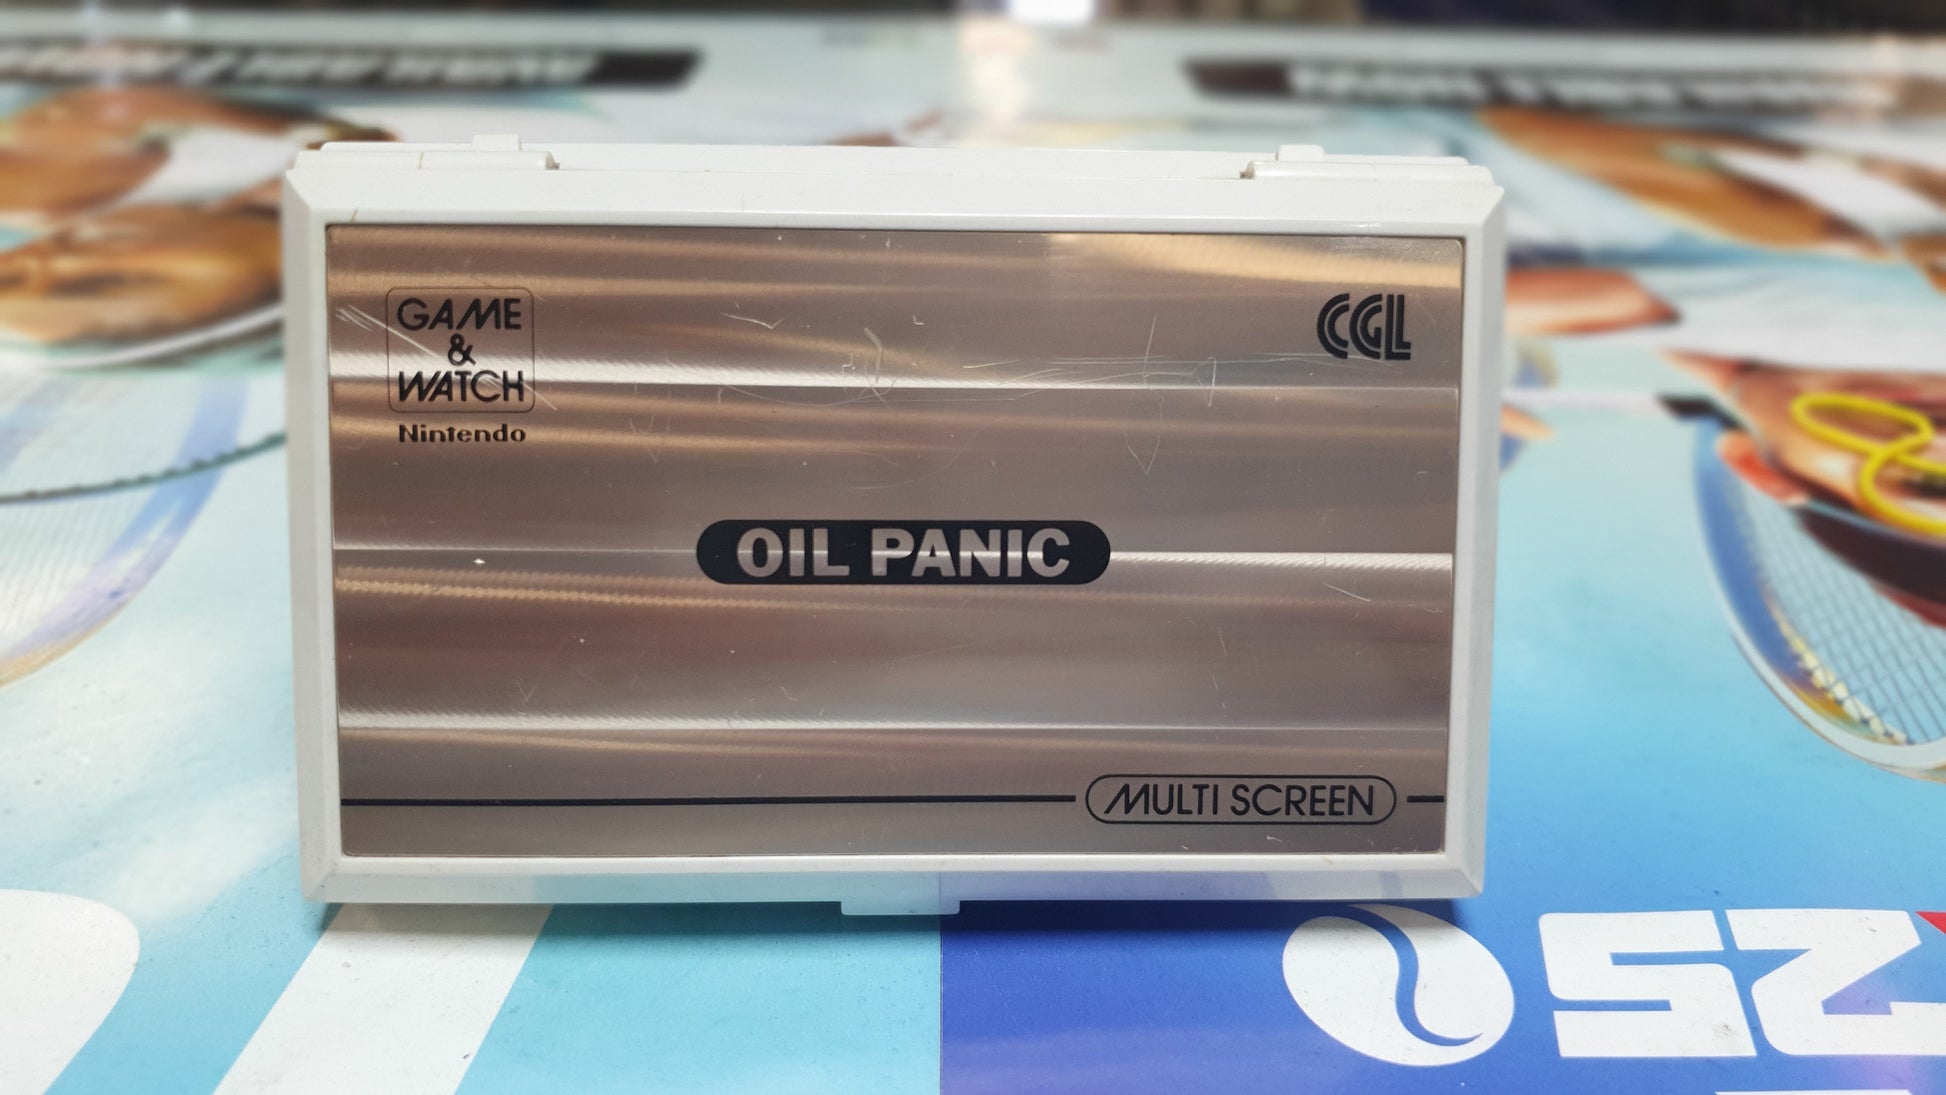 GAME
&
WATCH
Nintendo
CGL
OIL PANIC
MULTI SCREEN